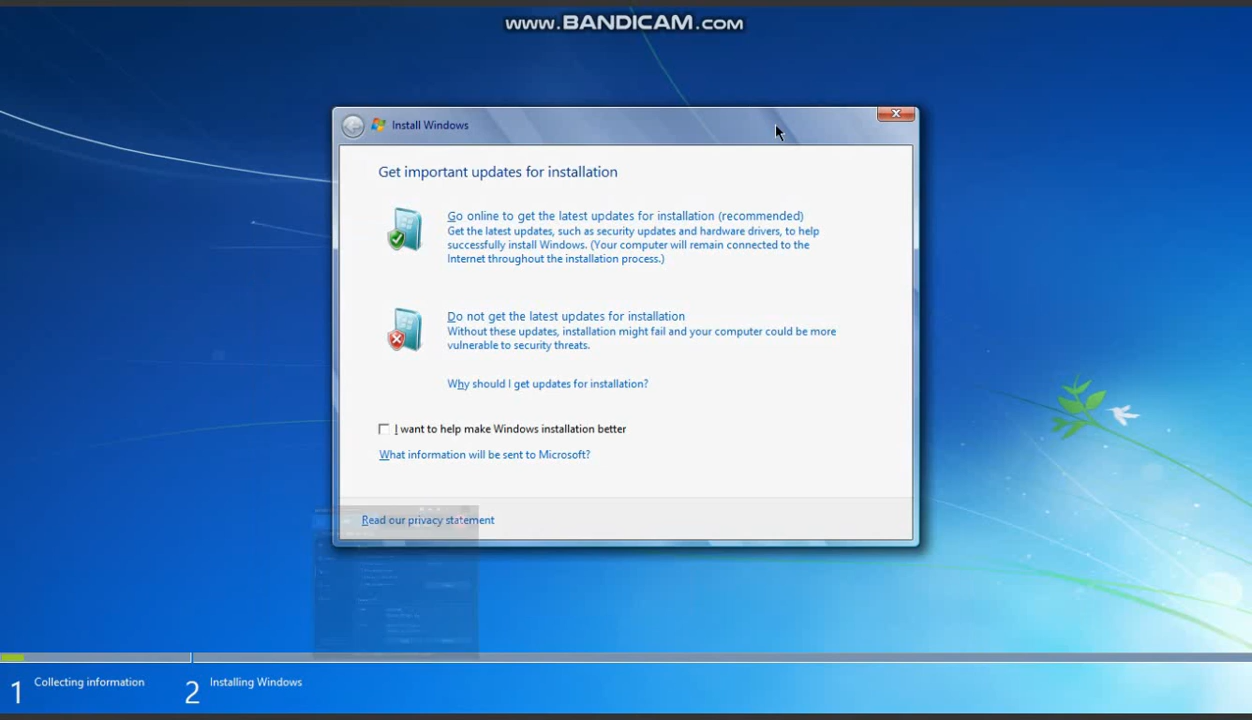 www.BANDICAM.com
Install Windows
Get important updates for installation
Go online to get the latest updates for installation (recommended)
Get the latest updates, such as security updates and hardware drivers, to help
successfully install Windows. (Your computer will remain connected to the
Internet throughout the installation process.)
Do not get the latest updates for installation
Without these updates, installation might fail and your computer could be more
vulnerable to security threats.
Why should I get updates for installation?
I want to help make Windows installation better
What information will be sent to Microsoft?
Read our privacy statement
1 Collecting information
2 Installing Windows